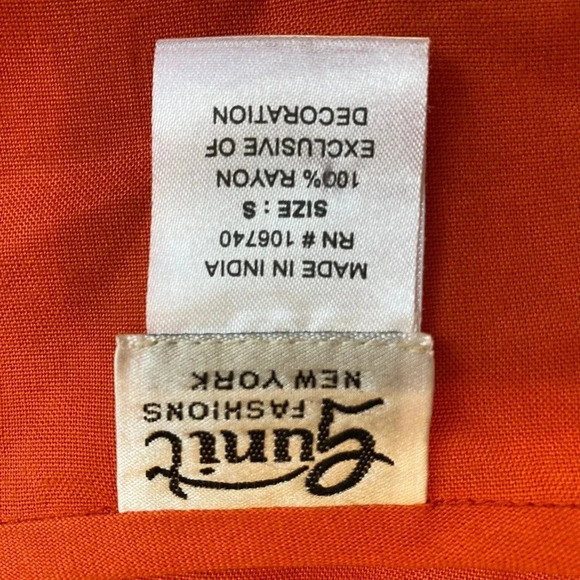 Sunit
FASHIONS
NEW YORK
MADE IN INDIA
RN # 106740
SIZE : S
100% RAYON
EXCLUSIVE OF
DECORATION